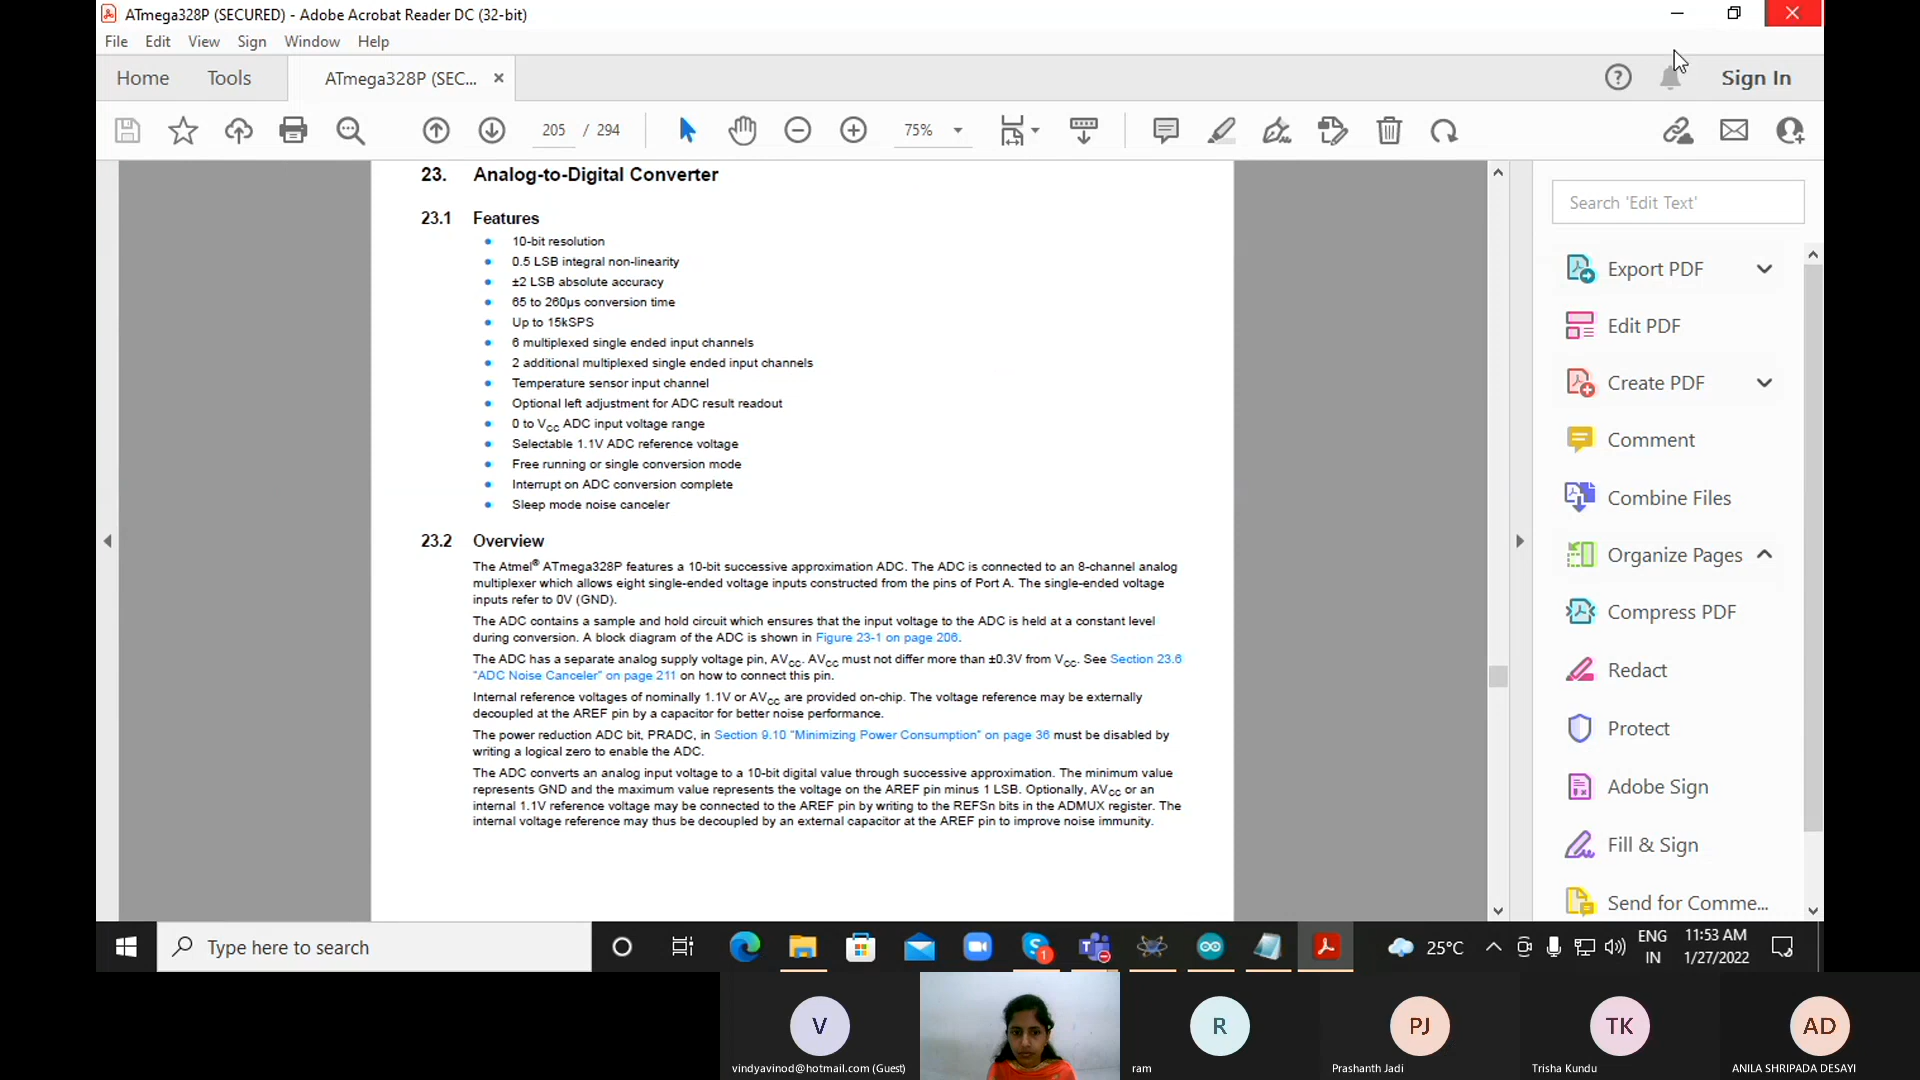 ATmega328P (SECURED) - Adobe Acrobat Reader DC (32-bit)
File Edit View Sign Window Help
Home Tools ATmega328P (SEC... × Sign In
205 / 294 75%
23. Analog-to-Digital Converter
23.1 Features
• 10-bit resolution
• 0.5 LSB integral non-linearity
• ±2 LSB absolute accuracy
• 65 to 260µs conversion time
• Up to 15kSPS
• 6 multiplexed single ended input channels
• 2 additional multiplexed single ended input channels
• Temperature sensor input channel
• Optional left adjustment for ADC result readout
• 0 to VCC ADC input voltage range
• Selectable 1.1V ADC reference voltage
• Free running or single conversion mode
• Interrupt on ADC conversion complete
• Sleep mode noise canceler
23.2 Overview
The Atmel® ATmega328P features a 10-bit successive approximation ADC. The ADC is connected to an 8-channel analog
multiplexer which allows eight single-ended voltage inputs constructed from the pins of Port A. The single-ended voltage
inputs refer to 0V (GND).
The ADC contains a sample and hold circuit which ensures that the input voltage to the ADC is held at a constant level
during conversion. A block diagram of the ADC is shown in Figure 23-1 on page 206.
The ADC has a separate analog supply voltage pin, AVCC. AVCC must not differ more than ±0.3V from VCC. See Section 23.6
"ADC Noise Canceler" on page 211 on how to connect this pin.
Internal reference voltages of nominally 1.1V or AVCC are provided on-chip. The voltage reference may be externally
decoupled at the AREF pin by a capacitor for better noise performance.
The power reduction ADC bit, PRADC, in Section 9.10 "Minimizing Power Consumption" on page 36 must be disabled by
writing a logical zero to enable the ADC.
The ADC converts an analog input voltage to a 10-bit digital value through successive approximation. The minimum value
represents GND and the maximum value represents the voltage on the AREF pin minus 1 LSB. Optionally, AVCC or an
internal 1.1V reference voltage may be connected to the AREF pin by writing to the REFSn bits in the ADMUX register. The
internal voltage reference may thus be decoupled by an external capacitor at the AREF pin to improve noise immunity.
Search 'Edit Text'
Export PDF
Edit PDF
Create PDF
Comment
Combine Files
Organize Pages
Compress PDF
Redact
Protect
Adobe Sign
Fill & Sign
Send for Comme...
Type here to search
1
25°C
ENG
IN
11:53 AM
1/27/2022
V R PJ TK AD
vindyavinod@hotmail.com (Guest) ram Prashanth Jadi Trisha Kundu ANILA SHRIPADA DESAYI